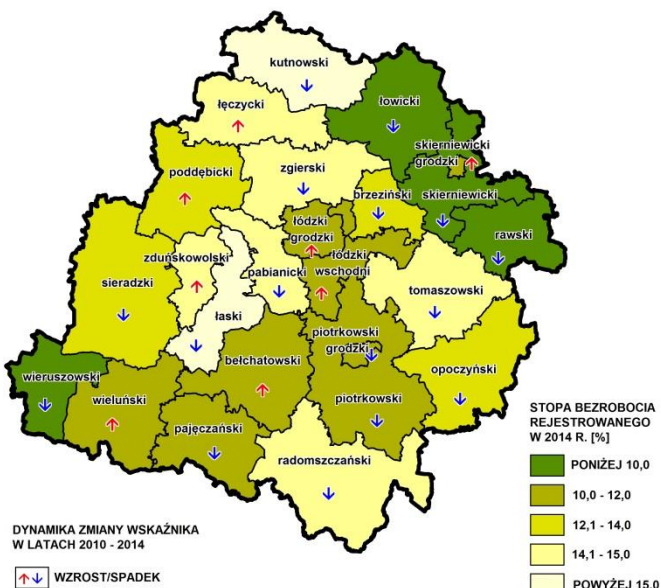 kutnowski
łowicki
łęczycki
skierniewicki
grodzki
poddębicki
zgierski
brzeziński
skierniewicki
łódzki
grodzki
rawski
łódzki
wschodni
zduńskowolski
pabianicki
sieradzki
tomaszowski
łaski
piotrkowski
grodzki
bełchatowski
opoczyński
wieruszowski
wieluński
piotrkowski
pajęczański
radomszczański
STOPA BEZROBOCIA
REJESTROWANEGO
W 2014 R. [%]
PONIŻEJ 10,0
10,0 - 12,0
12,1 - 14,0
14,1 - 15,0
POWYŻEJ 15,0
DYNAMIKA ZMIANY WSKAŹNIKA
W LATACH 2010 - 2014
WZROST/SPADEK